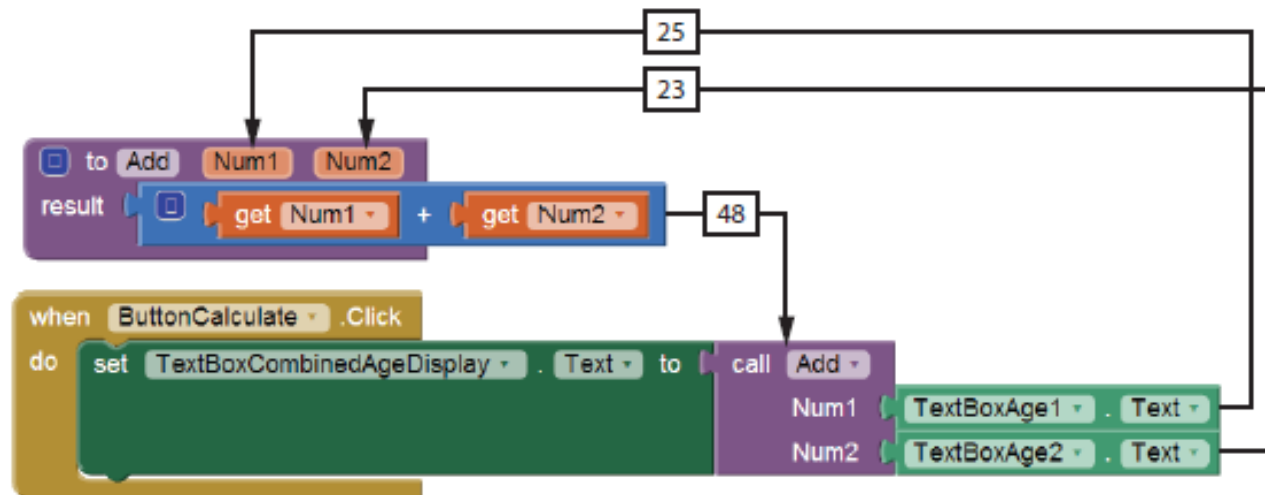 25
23
to Add Num1 Num2
result get Num1 + get Num2
48
when ButtonCalculate .Click
do set TextBoxCombinedAgeDisplay . Text to call Add
Num1 TextBoxAge1 . Text
Num2 TextBoxAge2 . Text